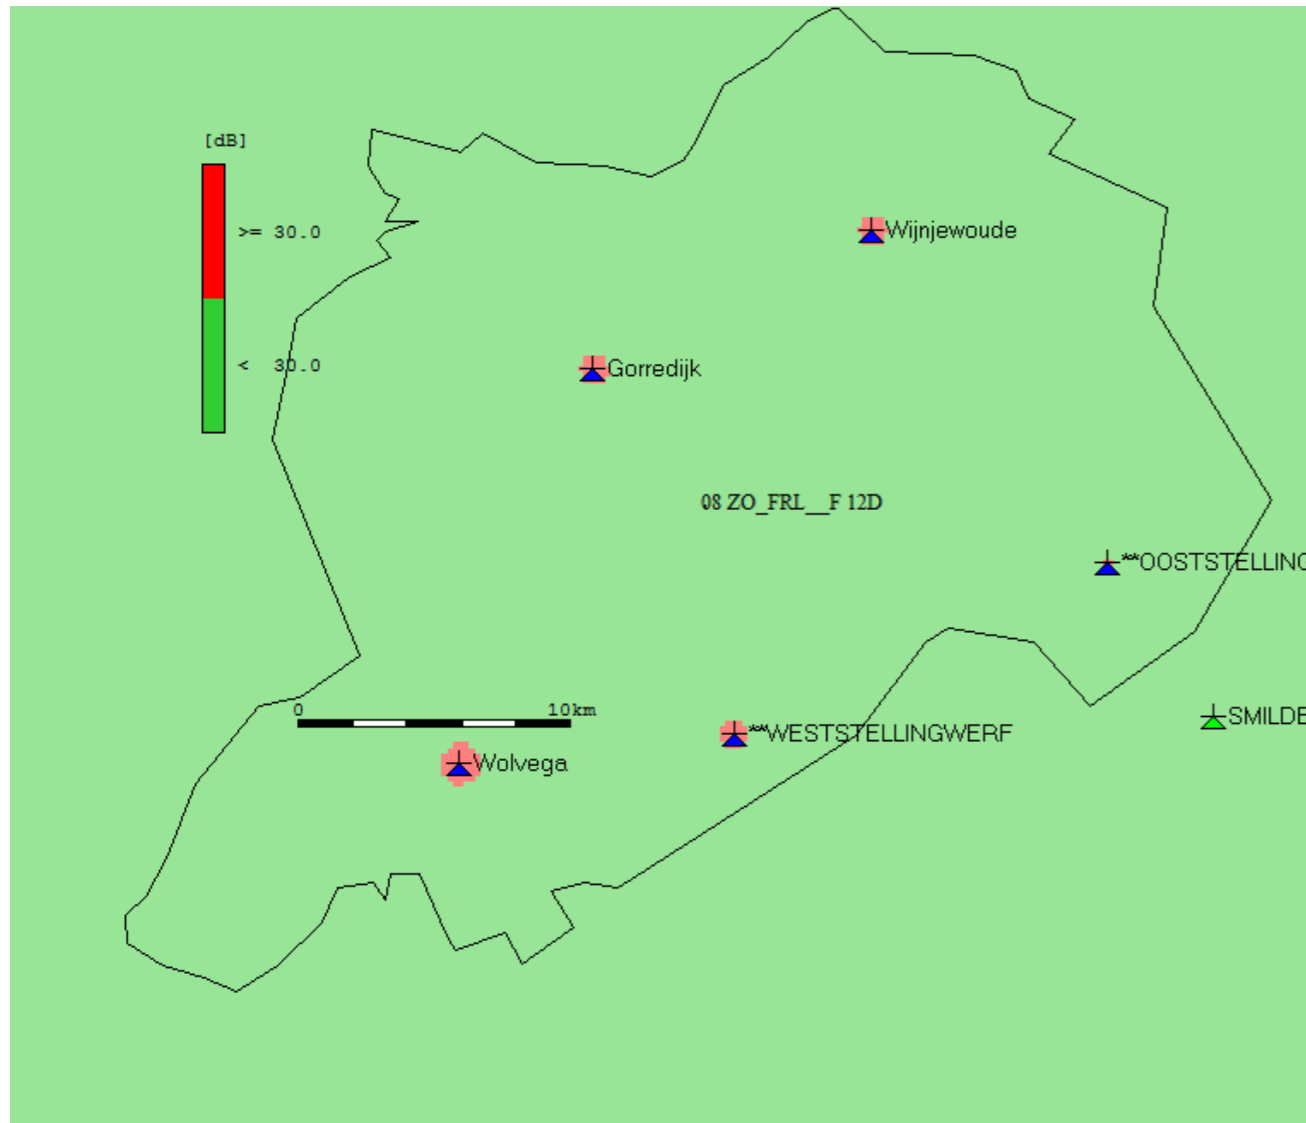 [dB]
>= 30.0
Wijnjewoude
< 30.0
Gorredijk
08 ZO_FRL__F 12D
**OOSTSTELLING
0 10km
SMILDE
**WESTSTELLINGWERF
Wolvega